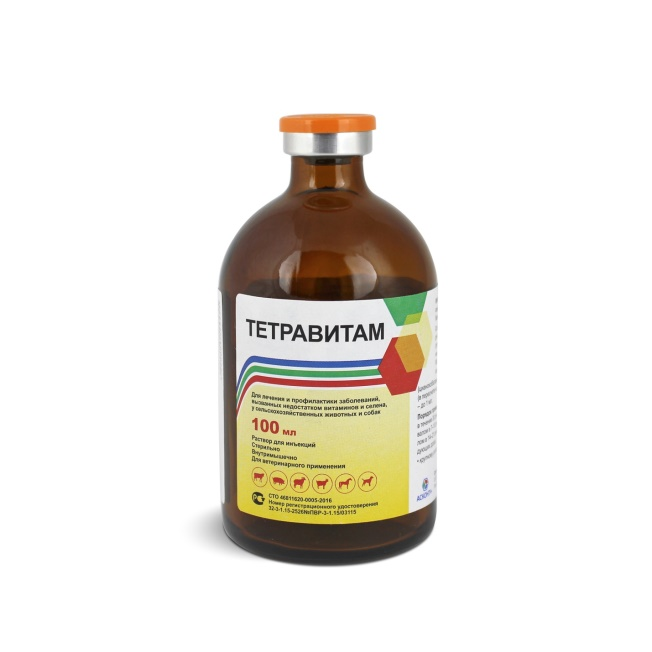 ТЕТРАВИТАМ
Для лечения и профилактики заболеваний,
вызванных недостатком витаминов и селена,
у сельскохозяйственных животных и собак
100 мл
Раствор для инъекций
Стерильно
Внутримышечно
Для ветеринарного применения
СТО 46811620-0005-2016
Номер регистрационного удостоверения
32-3-1.15-2526№ПВР-3-1.15/03115